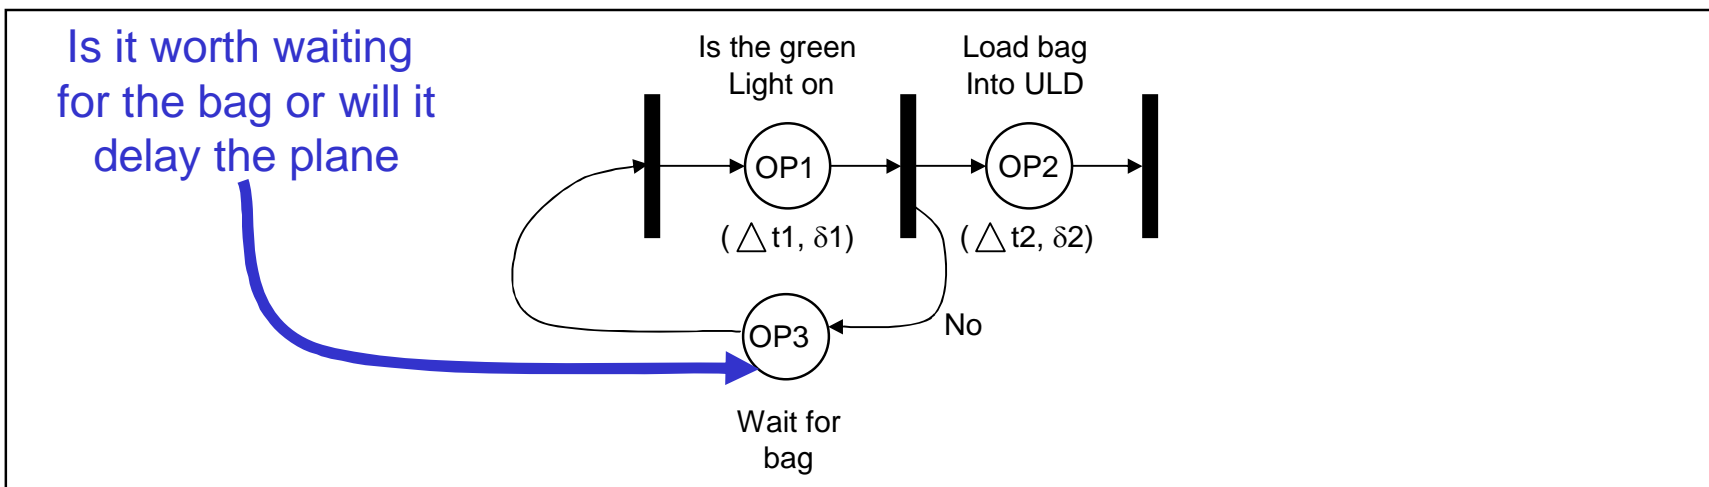 Is it worth waiting
for the bag or will it
delay the plane
Is the green
Light on
Load bag
Into ULD
OP1
OP2
(△t1, δ1)
(△t2, δ2)
OP3
No
Wait for
bag